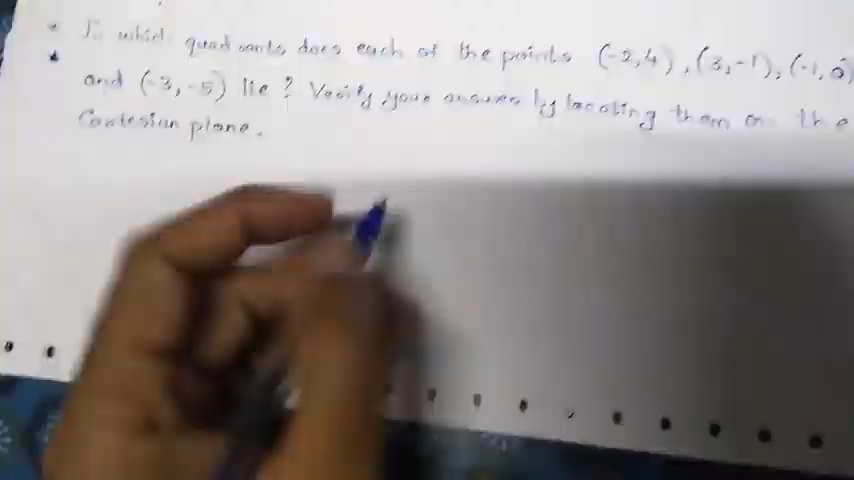 * In which quadrants does each of the points (-2,4), (3,-1), (-1,0)
and (-3,-5) lie? Verify your answer by locating them on the
Cartesian plane.